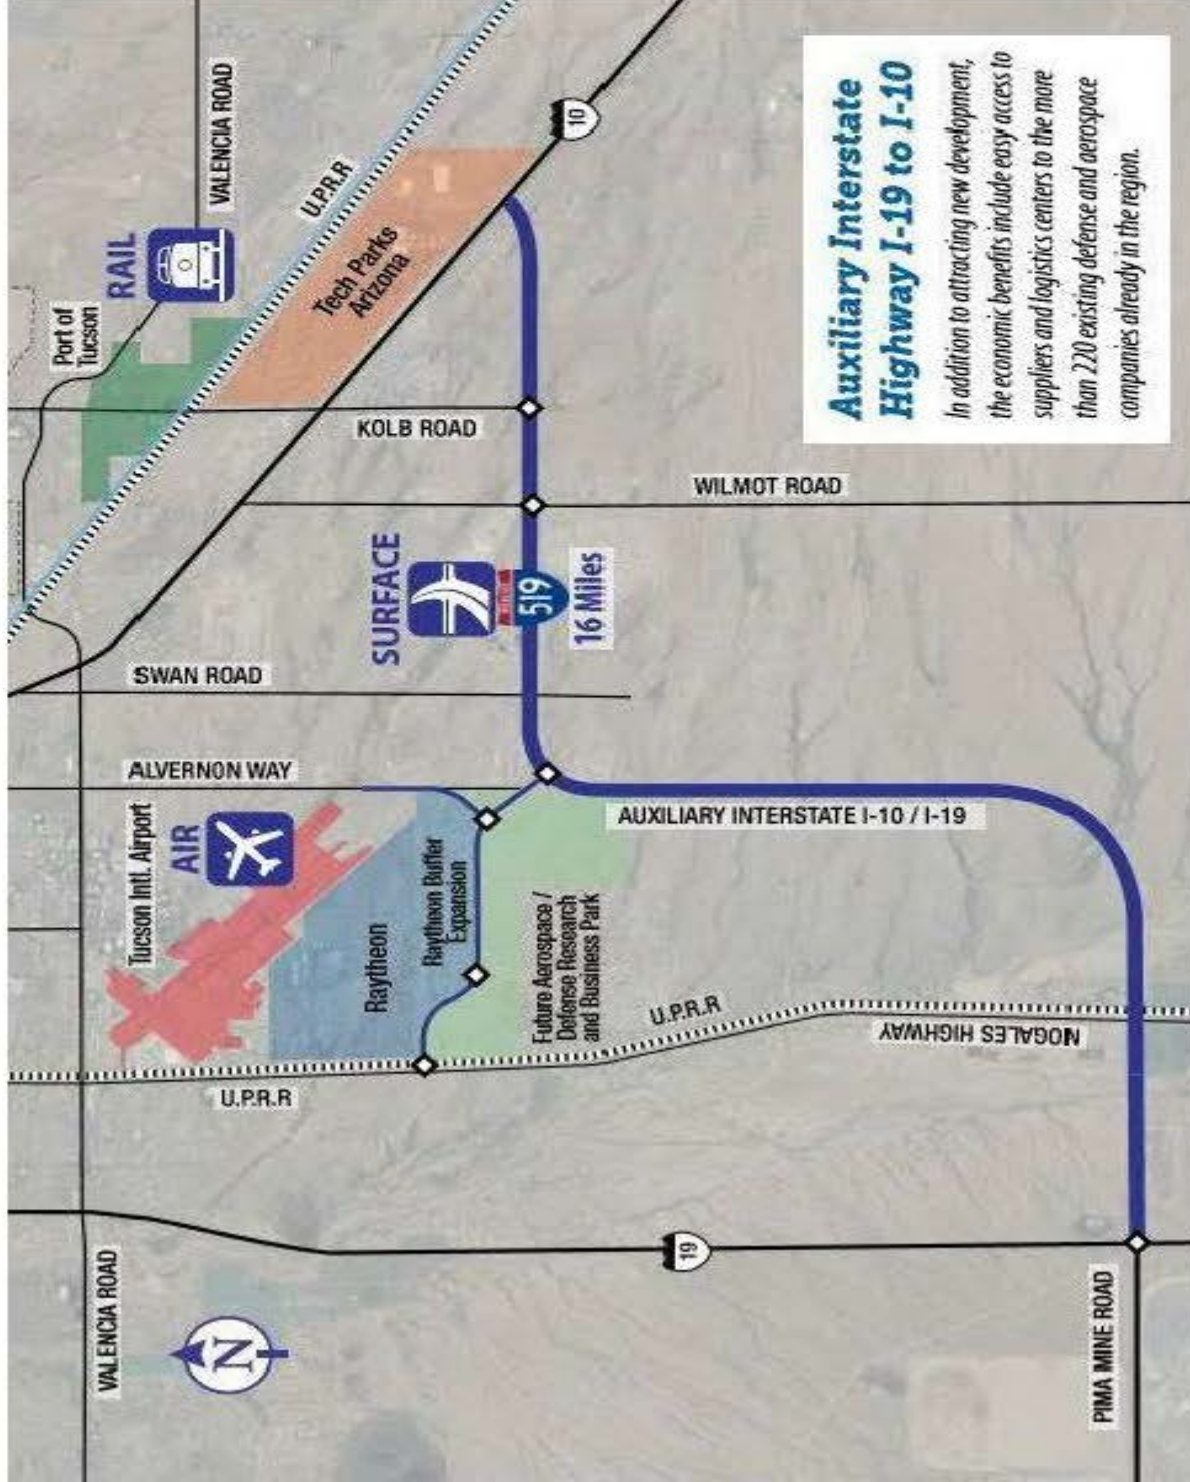 Auxiliary Interstate
Highway I-19 to I-10
In addition to attracting new development,
the economic benefits include easy access to
suppliers and logistics centers to the more
than 220 existing defense and aerospace
companies already in the region.
VALENCIA ROAD
RAIL
U.P.R.R
Port of
Tucson
Tech Parks
Arizona
10
KOLB ROAD
WILMOT ROAD
SURFACE
519
16 Miles
SWAN ROAD
ALVERNON WAY
Tucson Intl. Airport
AIR
AUXILIARY INTERSTATE I-10 / I-19
Raytheon
Raytheon Buffer
Expansion
Future Aerospace /
Defense Research
and Business Park
U.P.R.R
NOGALES HIGHWAY
U.P.R.R
19
VALENCIA ROAD
N
PIMA MINE ROAD